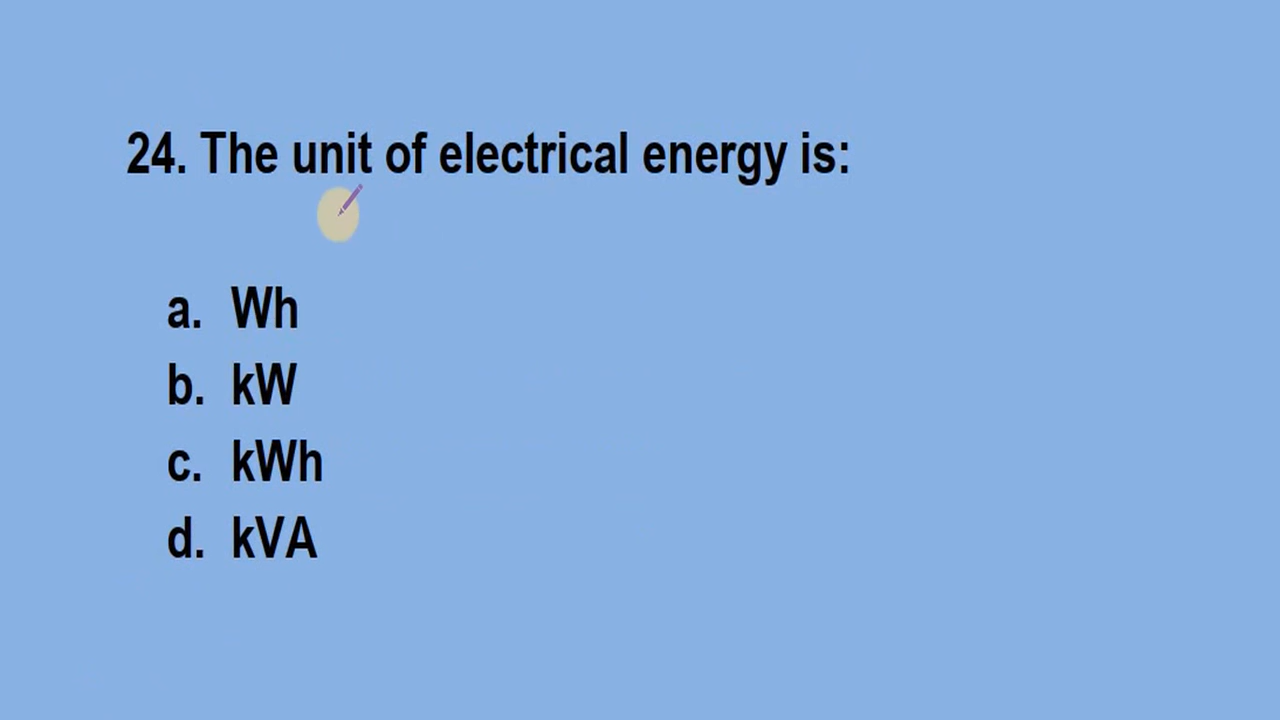 24. The unit of electrical energy is:
a. Wh
b. kW
c. kWh
d. kVA